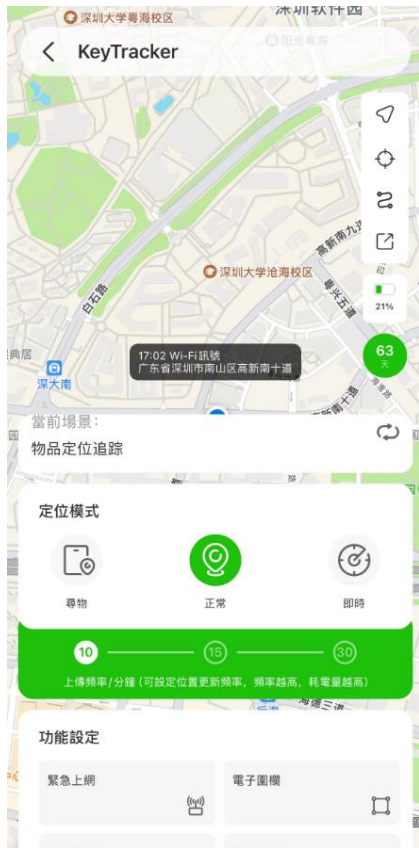 深圳大学粤海校区
深圳软件园
阳光粤海
KeyTracker
高新南九道
深圳大学沧海校区
粤兴五道
白石路
21%
17:02 Wi-Fi訊號
广东省深圳市南山区高新南十道
63
天
深大南
當前場景:
物品定位追踪
定位模式
尋物
正常
即時
10
15
30
上傳頻率/分鐘(可設定位置更新頻率，頻率越高、耗電量越高)
海德三道
功能設定
緊急上網
電子圍欄